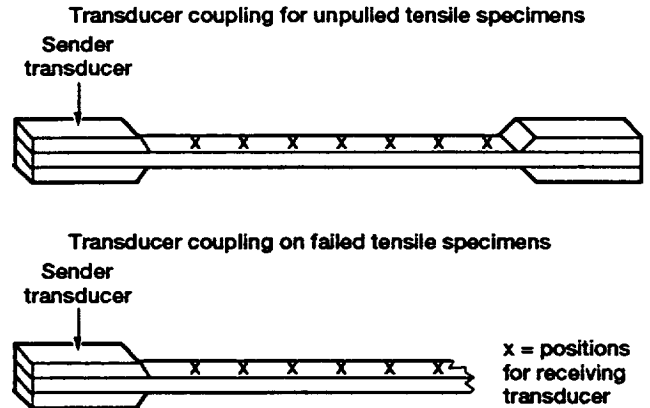 Transducer coupling for unpulled tensile specimens
Sender
transducer
x x x x x x x
Transducer coupling on failed tensile specimens
Sender
transducer
x x x x x x
x = positions
for receiving
transducer